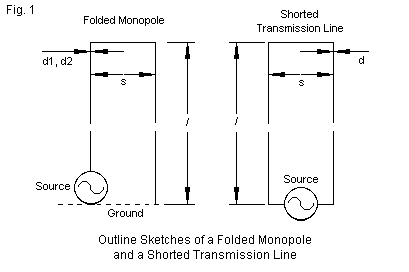 Fig. 1
Folded Monopole
Shorted
Transmission Line
d1, d2
s
l
Source
Ground
d
s
l
Source
Outline Sketches of a Folded Monopole
and a Shorted Transmission Line